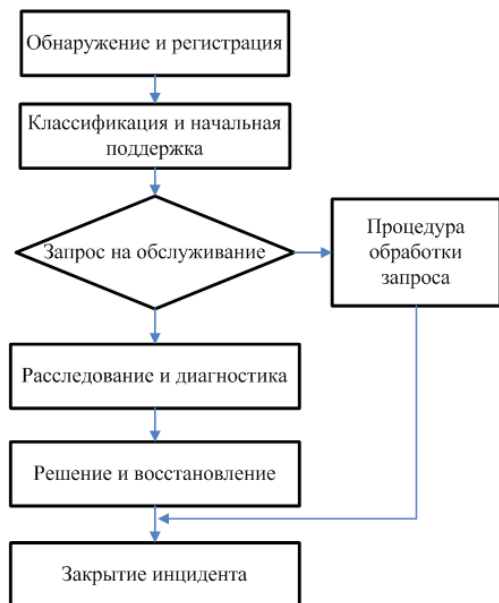 Обнаружение и регистрация
Классификация и начальная
поддержка
Запрос на обслуживание
Процедура
обработки
запроса
Расследование и диагностика
Решение и восстановление
Закрытие инцидента